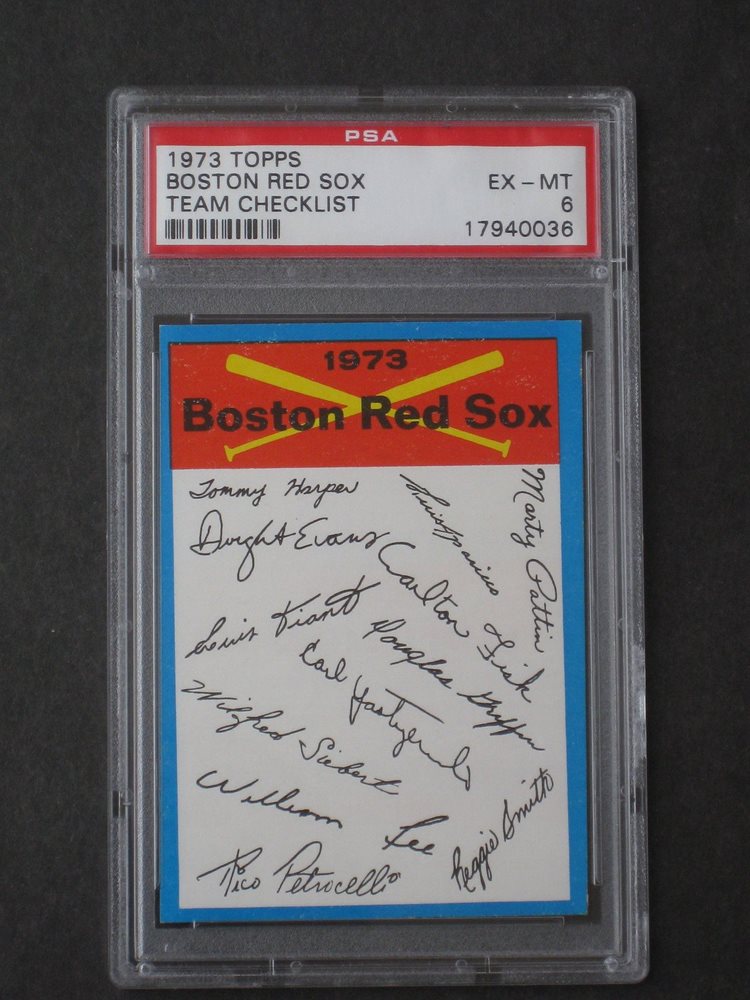 PSA
1973 TOPPS
BOSTON RED SOX EX - MT
TEAM CHECKLIST 6
17940036
1973
Boston Red Sox
Tommy Harper
Luis Aparicio
Marty Pattin
Dwight Evans
Carlton Fisk
Luis Tiant
Douglas Griffin
Carl Yastrzemski
Wilfred Siebert
William Lee
Reggie Smith
Rico Petrocelli